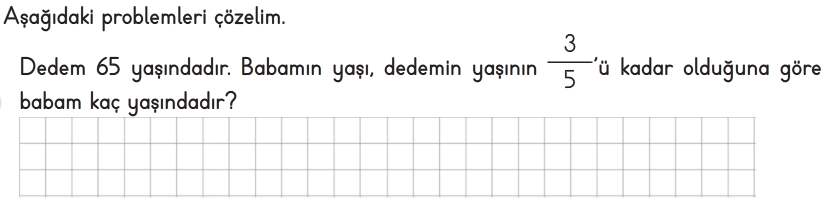 Aşağıdaki problemleri çözelim.
Dedem 65 yaşındadır. Babamın yaşı, dedemin yaşının 3/5'ü kadar olduğuna göre
babam kaç yaşındadır?